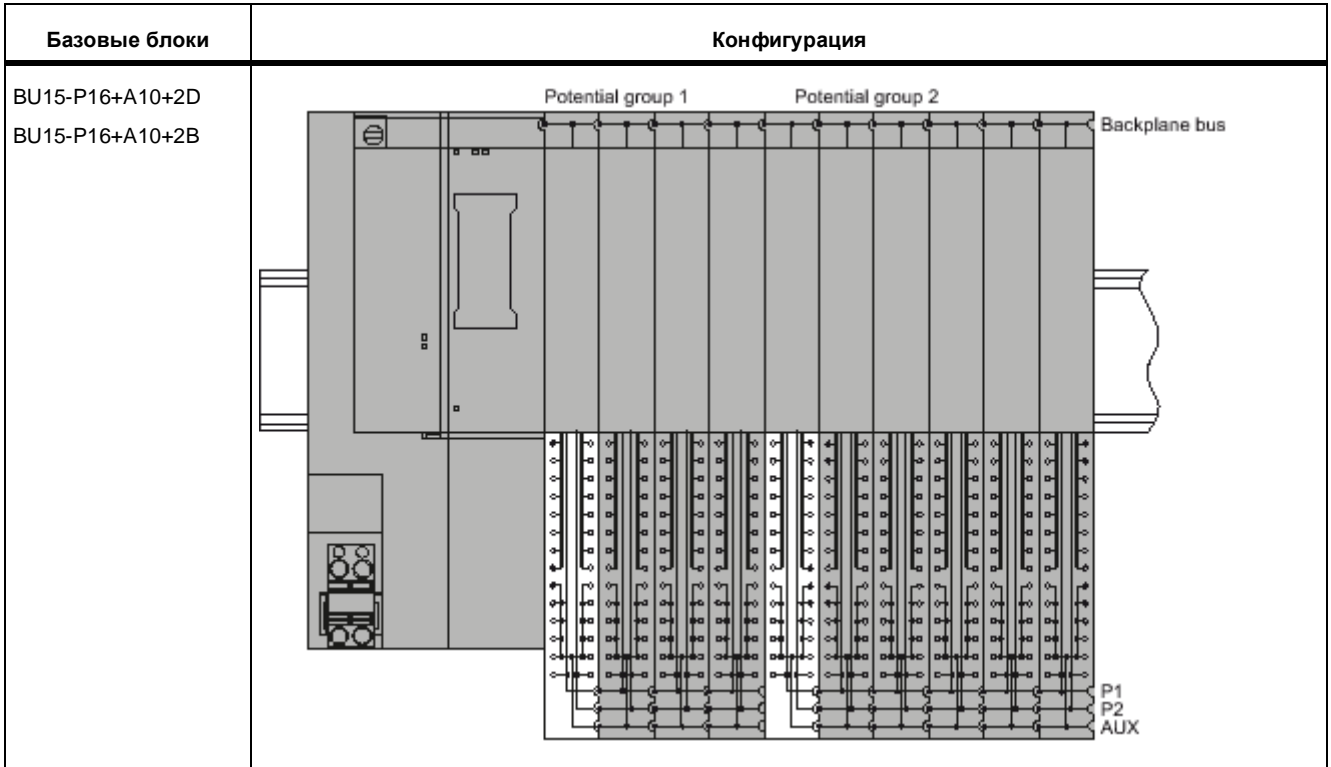 Базовые блоки
Конфигурация
BU15-P16+A10+2D
BU15-P16+A10+2B
Potential group 1
Potential group 2
Backplane bus
P1
P2
AUX